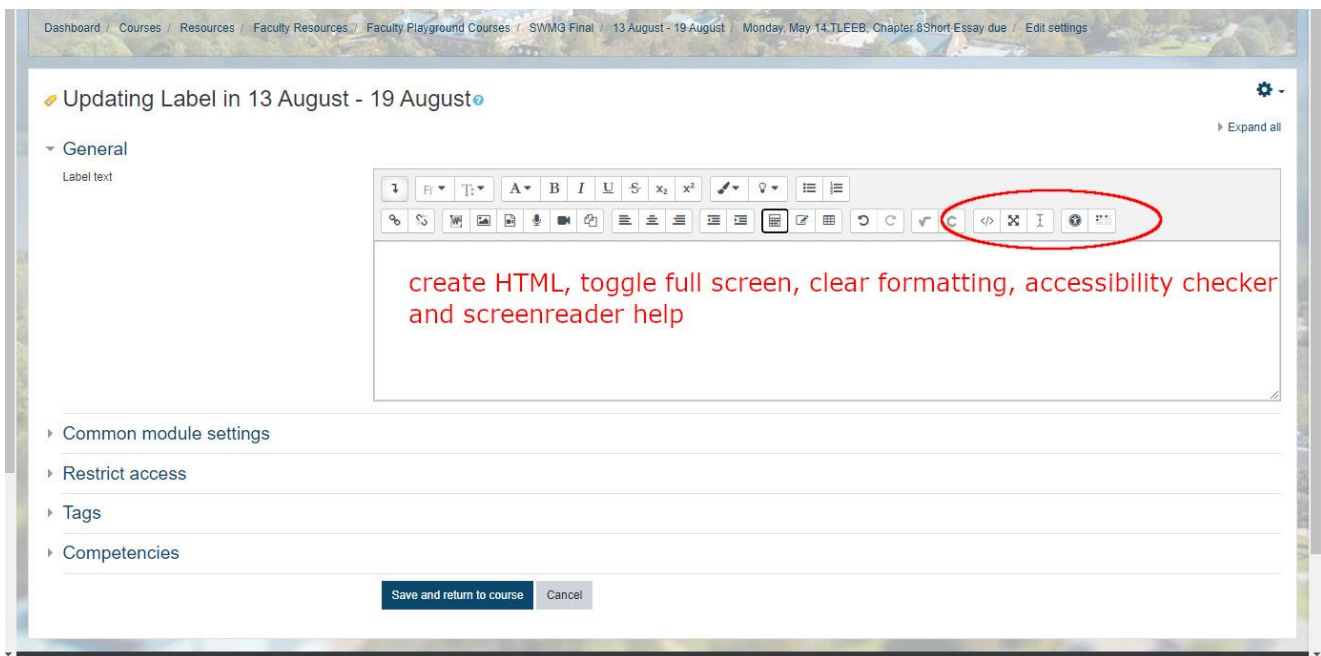 Dashboard / Courses / Resources / Faculty Resources / Faculty Playground Courses / SWMG Final / 13 August - 19 August / Monday, May 14:TLEEB, Chapter 8Short Essay due / Edit settings
Updating Label in 13 August - 19 August
Expand all
General
Label text
Fr T A B I U S x₂ x²
create HTML, toggle full screen, clear formatting, accessibility checker
and screenreader help
Common module settings
Restrict access
Tags
Competencies
Save and return to course Cancel